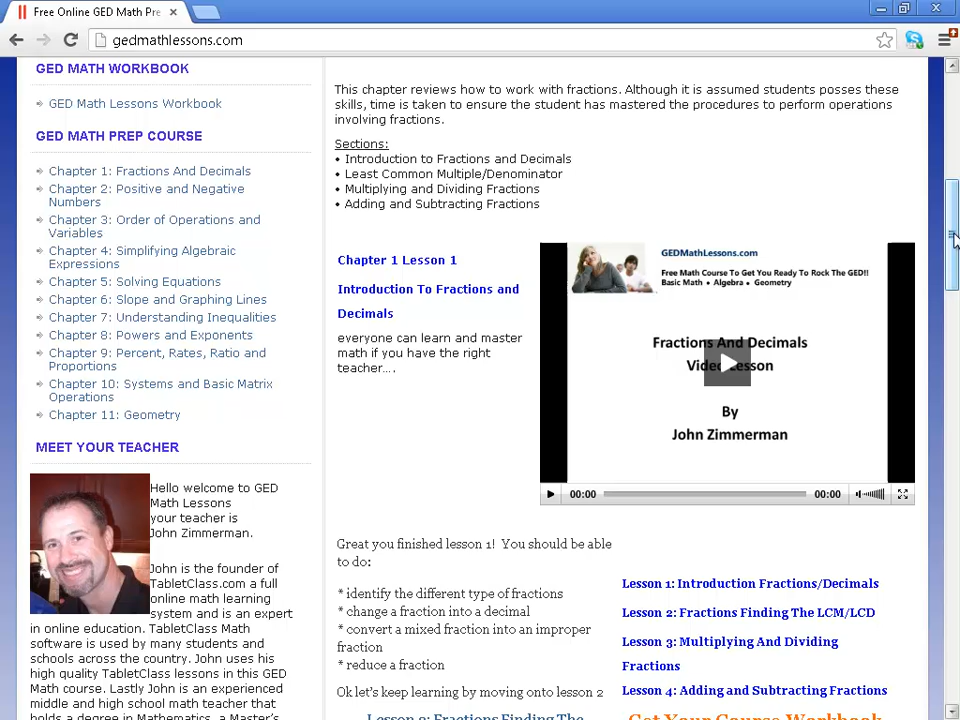 Free Online GED Math Pre
gedmathlessons.com
GED MATH WORKBOOK
GED Math Lessons Workbook
GED MATH PREP COURSE
Chapter 1: Fractions And Decimals
Chapter 2: Positive and Negative
Numbers
Chapter 3: Order of Operations and
Variables
Chapter 4: Simplifying Algebraic
Expressions
Chapter 5: Solving Equations
Chapter 6: Slope and Graphing Lines
Chapter 7: Understanding Inequalities
Chapter 8: Powers and Exponents
Chapter 9: Percent, Rates, Ratio and
Proportions
Chapter 10: Systems and Basic Matrix
Operations
Chapter 11: Geometry
MEET YOUR TEACHER
Hello welcome to GED
Math Lessons
your teacher is
John Zimmerman.
John is the founder of
TabletClass.com a full
online math learning
system and is an expert
in online education. TabletClass Math
software is used by many students and
schools across the country. John uses his
high quality TabletClass lessons in this GED
Math course. Lastly John is an experienced
middle and high school math teacher that
holds a degree in Mathematics, a Master's
This chapter reviews how to work with fractions. Although it is assumed students posses these
skills, time is taken to ensure the student has mastered the procedures to perform operations
involving fractions.
Sections:
• Introduction to Fractions and Decimals
• Least Common Multiple/Denominator
• Multiplying and Dividing Fractions
• Adding and Subtracting Fractions
Chapter 1 Lesson 1
Introduction To Fractions and
Decimals
everyone can learn and master
math if you have the right
teacher....
GEDMathLessons.com
Free Math Course To Get You Ready To Rock The GED!!
Basic Math • Algebra • Geometry
Fractions And Decimals
Video Lesson
By
John Zimmerman
00:00
00:00
Great you finished lesson 1! You should be able
to do:
* identify the different type of fractions
* change a fraction into a decimal
* convert a mixed fraction into an improper
fraction
* reduce a fraction
Ok let's keep learning by moving onto lesson 2
Lesson 2: Fractions Finding The
Lesson 1: Introduction Fractions/Decimals
Lesson 2: Fractions Finding The LCM/LCD
Lesson 3: Multiplying And Dividing
Fractions
Lesson 4: Adding and Subtracting Fractions
Get Your Course Workbook